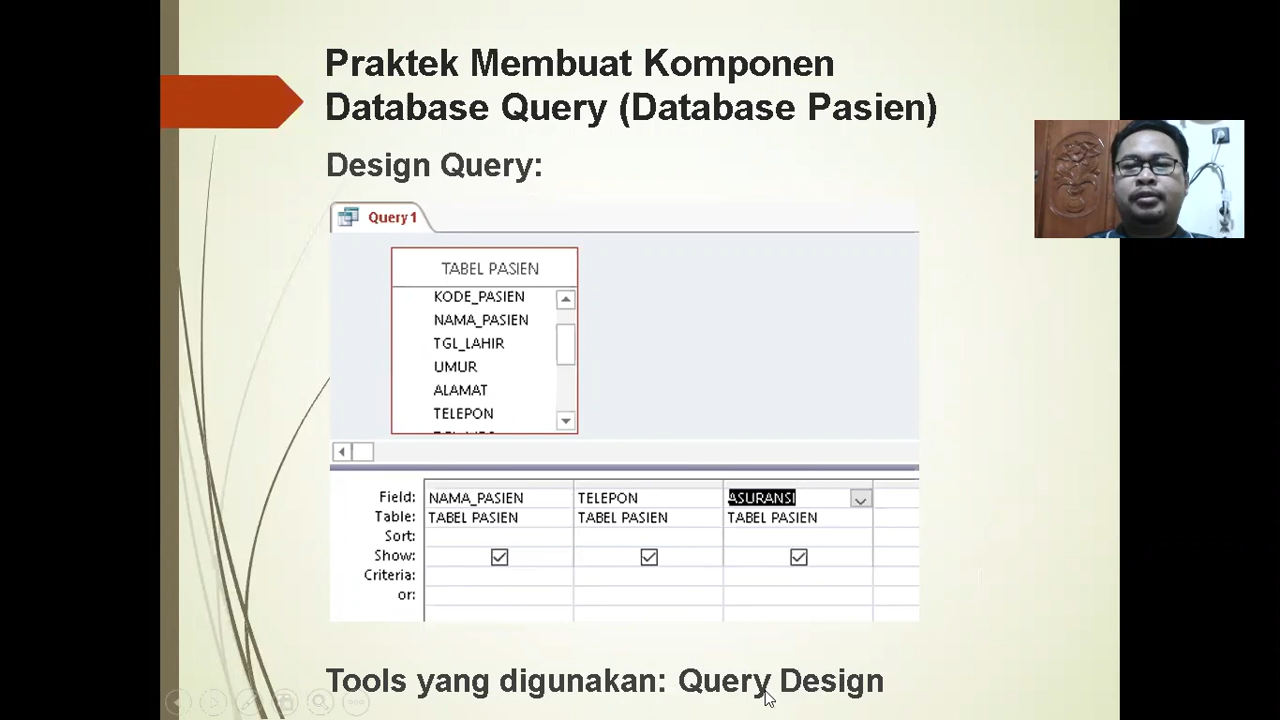 Praktek Membuat Komponen
Database Query (Database Pasien)
Design Query:
Query1
TABEL PASIEN
KODE_PASIEN
NAMA_PASIEN
TGL_LAHIR
UMUR
ALAMAT
TELEPON
Field: NAMA_PASIEN TELEPON ASURANSI
Table: TABEL PASIEN TABEL PASIEN TABEL PASIEN
Sort:
Show:
Criteria:
or:
Tools yang digunakan: Query Design